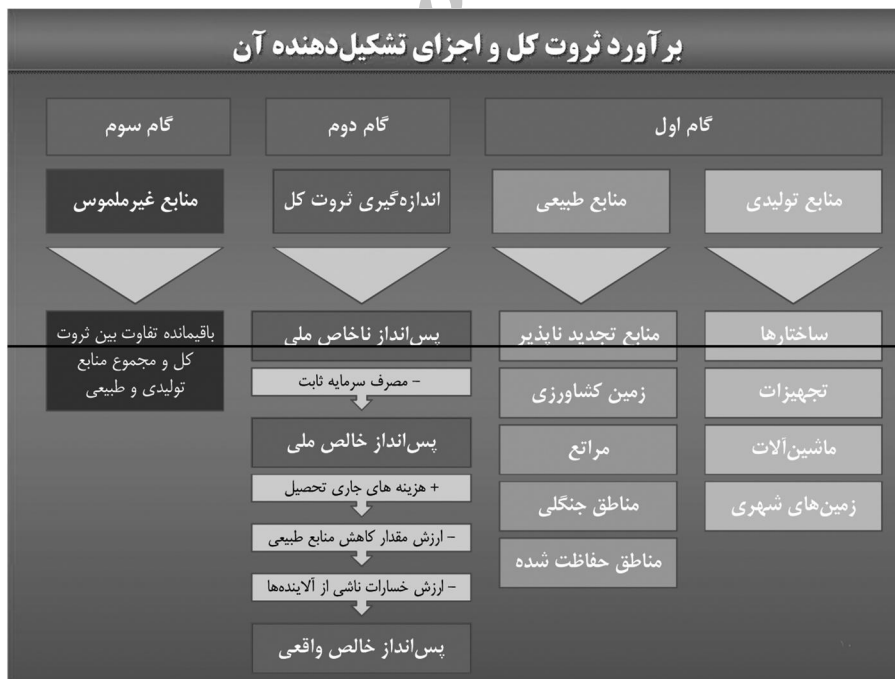 برآورد ثروت کل و اجزای تشکیل‌دهنده آن
گام اول
گام دوم
گام سوم
منابع تولیدی
منابع طبیعی
اندازه‌گیری ثروت کل
منابع غیرملموس
ساختارها
تجهیزات
ماشین‌آلات
زمین‌های شهری
منابع تجدید ناپذیر
زمین کشاورزی
مراتع
مناطق جنگلی
مناطق حفاظت شده
پس‌انداز ناخاص ملی
- مصرف سرمایه ثابت
پس‌انداز خالص ملی
+ هزینه های جاری تحصیل
- ارزش مقدار کاهش منابع طبیعی
- ارزش خسارات ناشی از آلاینده‌ها
پس‌انداز خالص واقعی
باقیمانده تفاوت بین ثروت
کل و مجموع منابع
تولیدی و طبیعی
۱۰